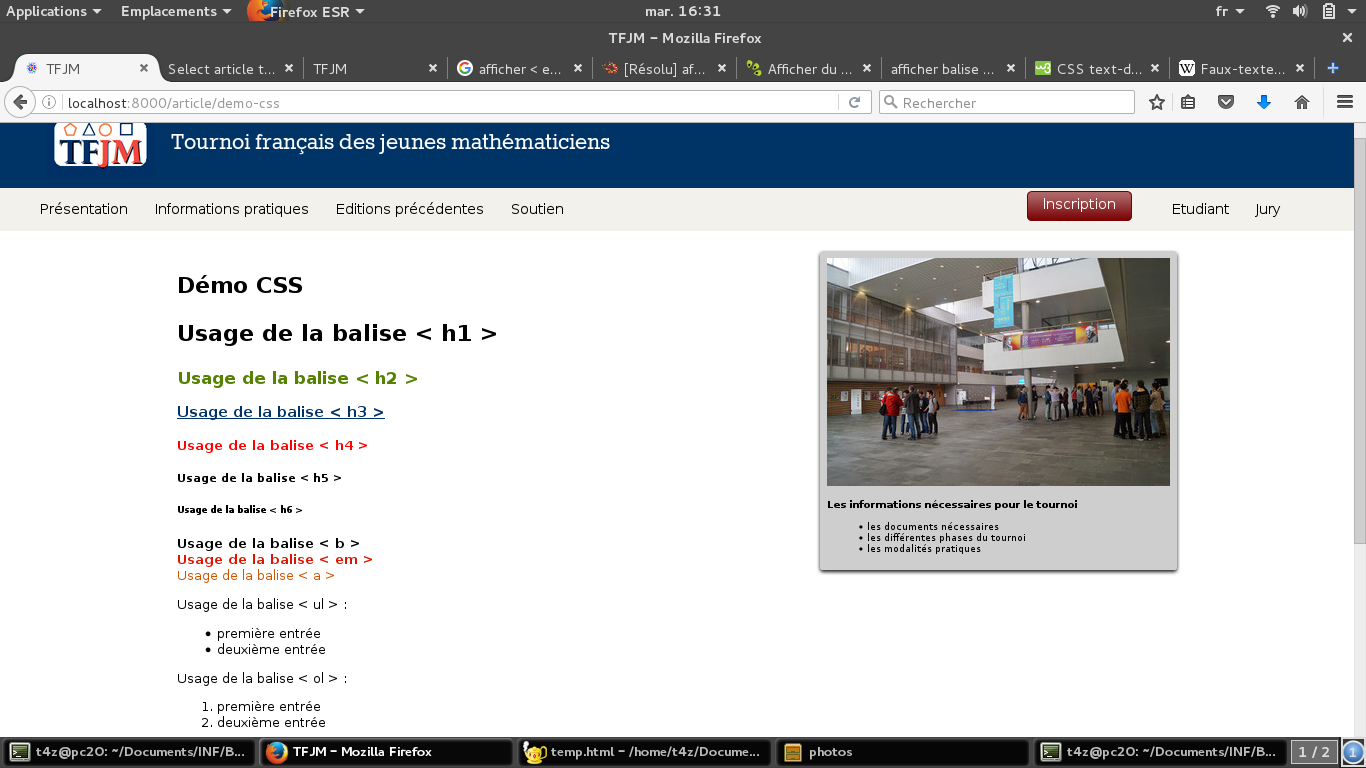 Applications Emplacements Firefox ESR mar. 16:31 fr
TFJM – Mozilla Firefox
TFJM Select article t... TFJM afficher < e... [Résolu] af... Afficher du ... afficher balise ... CSS text-d... Faux-texte...
localhost:8000/article/demo-css Rechercher
TFJM Tournoi français des jeunes mathématiciens
Présentation Informations pratiques Editions précédentes Soutien Inscription Etudiant Jury
Démo CSS
Usage de la balise < h1 >
Usage de la balise < h2 >
Usage de la balise < h3 >
Usage de la balise < h4 >
Usage de la balise < h5 >
Usage de la balise < h6 >
Usage de la balise < b >
Usage de la balise < em >
Usage de la balise < a >
Usage de la balise < ul > :
• première entrée
• deuxième entrée
Usage de la balise < ol > :
1. première entrée
2. deuxième entrée
Les informations nécessaires pour le tournoi
• les documents nécessaires
• les différentes phases du tournoi
• les modalités pratiques
t4z@pc20: ~/Documents/INF/B... TFJM – Mozilla Firefox temp.html – /home/t4z/Docume... photos t4z@pc20: ~/Documents/INF/B... 1 / 2 1